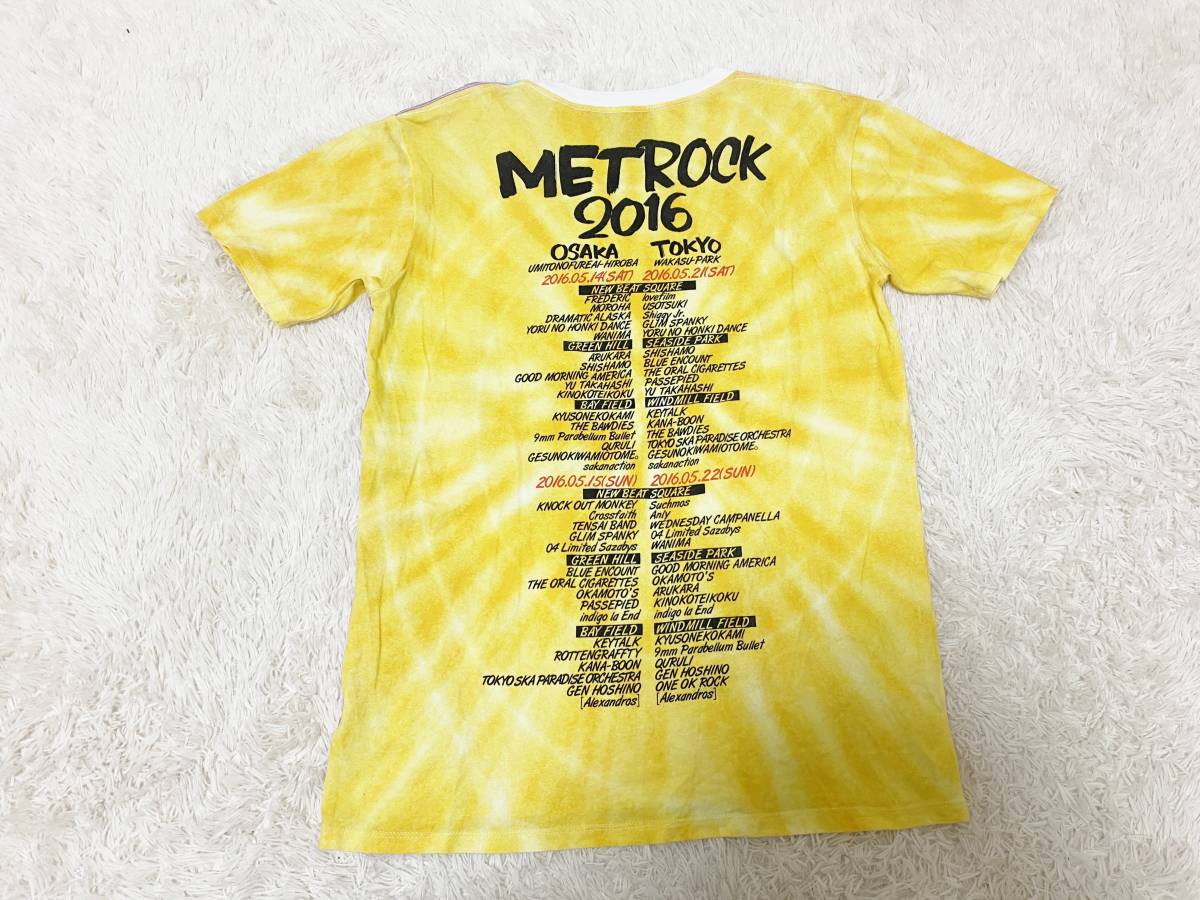 METROCK
2016
OSAKA TOKYO
UMITONOFUREAI-HIROBA WAKASU-PARK
2016.05.14(SAT) 2016.05.21(SAT)
NEW BEAT SQUARE
FREDERIC lovefilm
MOROHA USOTSUKI
DRAMATIC ALASKA Shiggy Jr.
YORU NO HONKI DANCE GLIM SPANKY
WANIMA YORU NO HONKI DANCE
GREEN HILL SEASIDE PARK
ARUKARA SHISHAMO
SHISHAMO BLUE ENCOUNT
GOOD MORNING AMERICA THE ORAL CIGARETTES
YU TAKAHASHI PASSEPIED
KINOKOTEIKOKU YU TAKAHASHI
BAY FIELD WINDMILL FIELD
KYUSONEKOKAMI KEYTALK
THE BAWDIES KANA-BOON
9mm Parabellum Bullet THE BAWDIES
QURULI TOKYO SKA PARADISE ORCHESTRA
GESUNOKIWAMIOTOME。 GESUNOKIWAMIOTOME。
sakanaction sakanaction
2016.05.15(SUN) 2016.05.22(SUN)
NEW BEAT SQUARE
KNOCK OUT MONKEY Suchmos
Crossfaith Anly
TENSAI BAND WEDNESDAY CAMPANELLA
GLIM SPANKY 04 Limited Sazabys
04 Limited Sazabys WANIMA
GREEN HILL SEASIDE PARK
BLUE ENCOUNT GOOD MORNING AMERICA
THE ORAL CIGARETTES OKAMOTO'S
OKAMOTO'S ARUKARA
PASSEPIED KINOKOTEIKOKU
indigo la End indigo la End
BAY FIELD WINDMILL FIELD
KEYTALK KYUSONEKOKAMI
ROTTENGRAFFTY 9mm Parabellum Bullet
KANA-BOON QURULI
TOKYO SKA PARADISE ORCHESTRA GEN HOSHINO
GEN HOSHINO ONE OK ROCK
[Alexandros] [Alexandros]